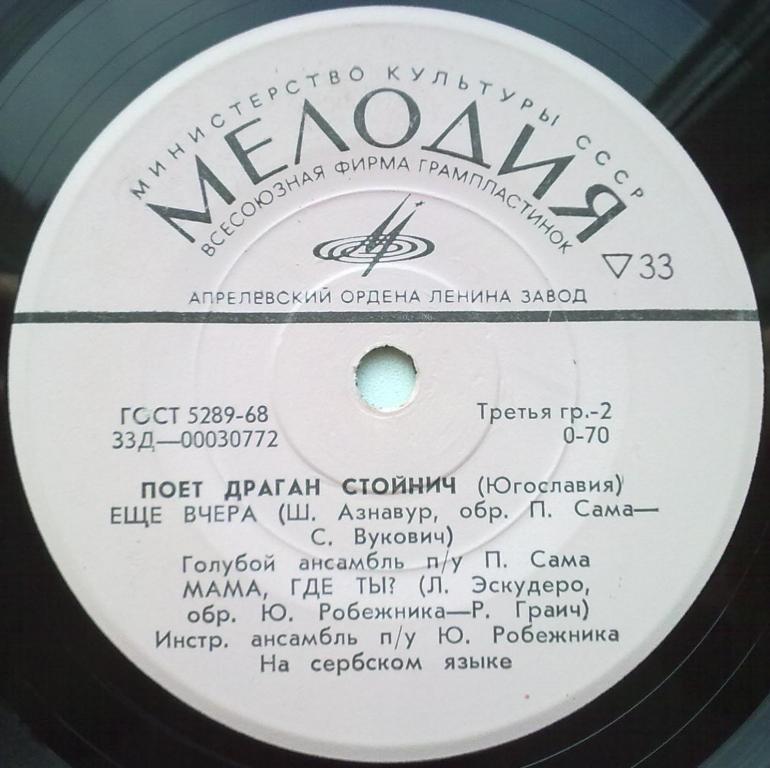 МИНИСТЕРСТВО КУЛЬТУРЫ СССР
МЕЛОДИЯ
ВСЕСОЮЗНАЯ ФИРМА ГРАМПЛАСТИНОК
▽33
АПРЕЛЕВСКИЙ ОРДЕНА ЛЕНИНА ЗАВОД
ГОСТ 5289-68 Третья гр.-2
33Д—00030772 0-70
ПОЕТ ДРАГАН СТОЙНИЧ (Югославия)
ЕЩЕ ВЧЕРА (Ш. Азнавур, обр. П. Сама—
С. Вукович)
Голубой ансамбль п/у П. Сама
МАМА, ГДЕ ТЫ? (Л. Эскудеро,
обр. Ю. Робежника—Р. Граич)
Инстр. ансамбль п/у Ю. Робежника
На сербском языке